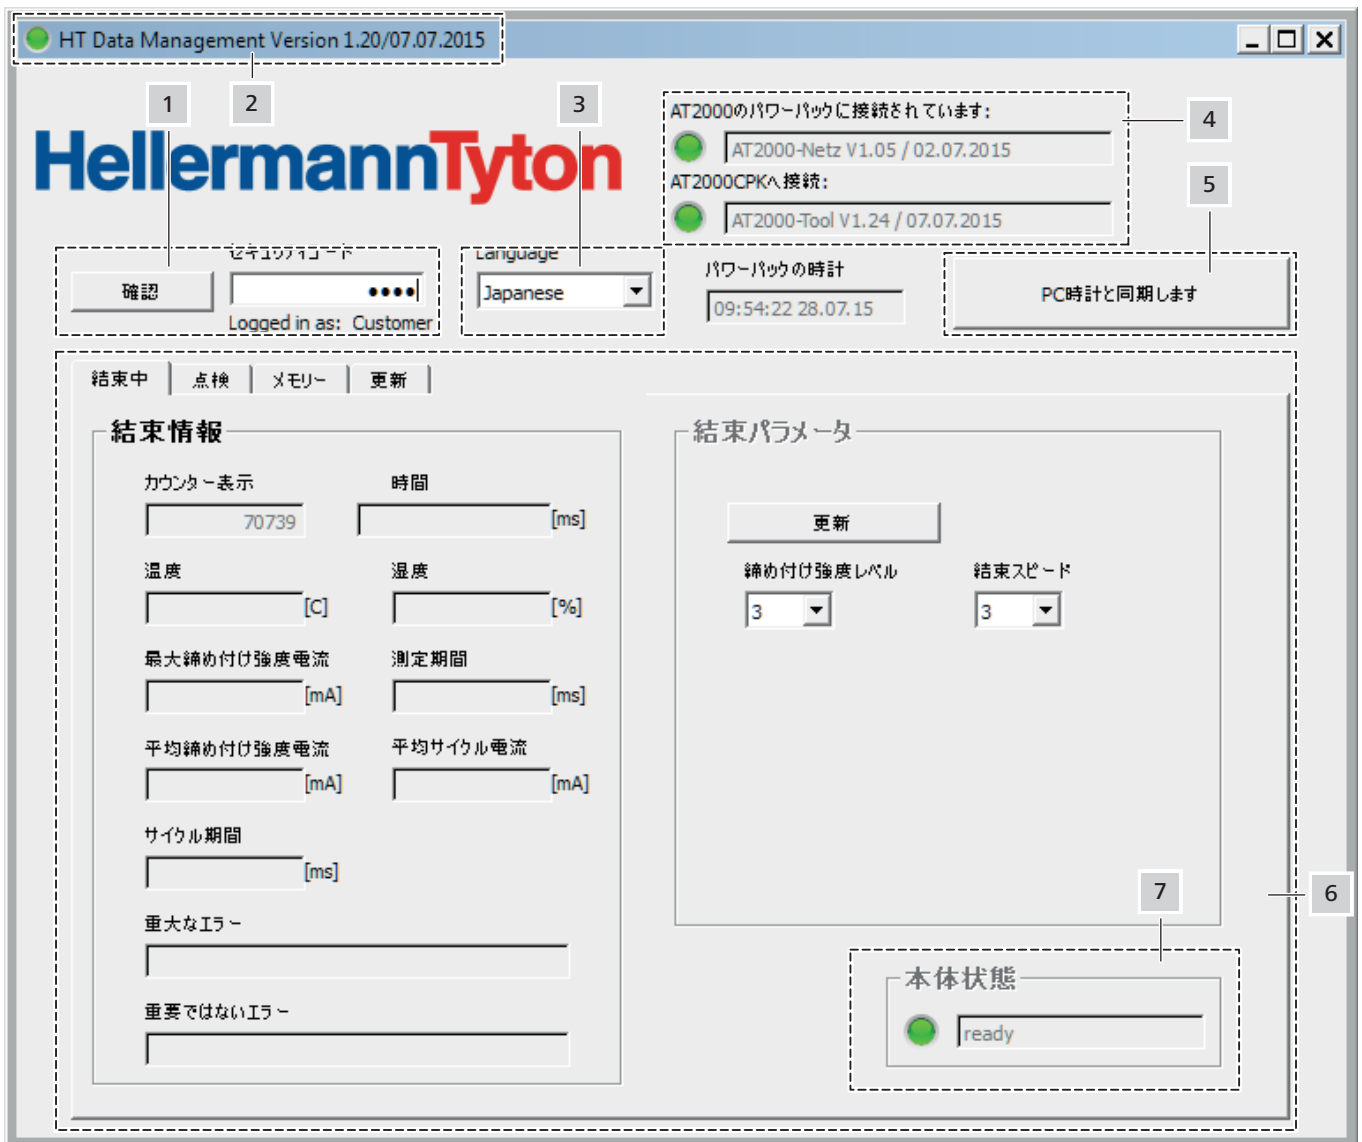 HT Data Management Version 1.20/07.07.2015
1
2
3
4
5
HellermannTyton
AT2000のパワーパックに接続されています:
AT2000-Netz V1.05 / 02.07.2015
AT2000CPKへ接続:
AT2000-Tool V1.24 / 07.07.2015
確認
セキュリティコード
••••
Logged in as: Customer
Language
Japanese
パワーパックの時計
09:54:22 28.07.15
PC時計と同期します
結束中 点検 メモリー 更新
結束情報
カウンター表示 時間
70739 [ms]
温度 湿度
[C] [%]
最大締め付け強度電流 測定期間
[mA] [ms]
平均締め付け強度電流 平均サイクル電流
[mA] [mA]
サイクル期間
[ms]
重大なエラー
重要ではないエラー
結束パラメータ
更新
締め付け強度レベル 結束スピード
3 3
6
7
本体状態
ready